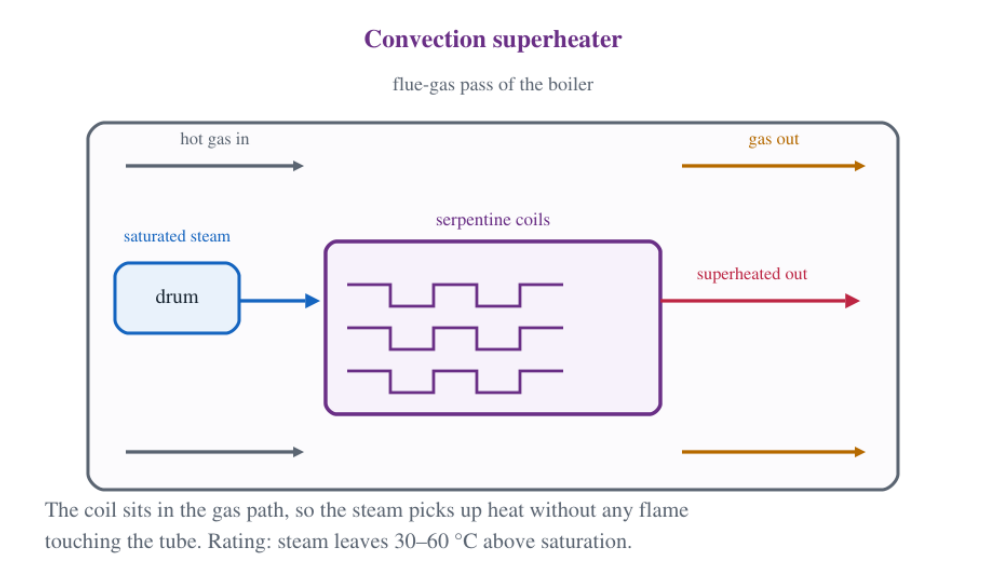 Convection superheater
flue-gas pass of the boiler
hot gas in
gas out
serpentine coils
saturated steam
superheated out
drum
The coil sits in the gas path, so the steam picks up heat without any flame
touching the tube. Rating: steam leaves 30–60 °C above saturation.